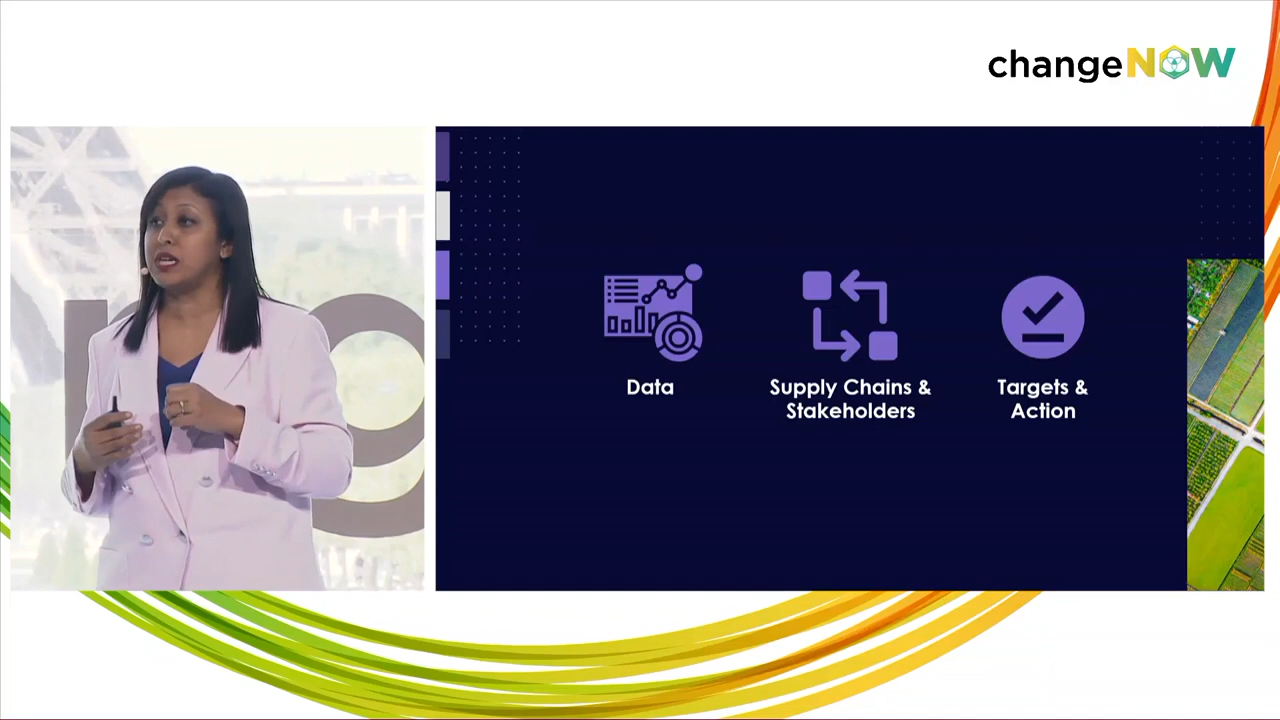 changeNOW
Data
Supply Chains &
Stakeholders
Targets &
Action